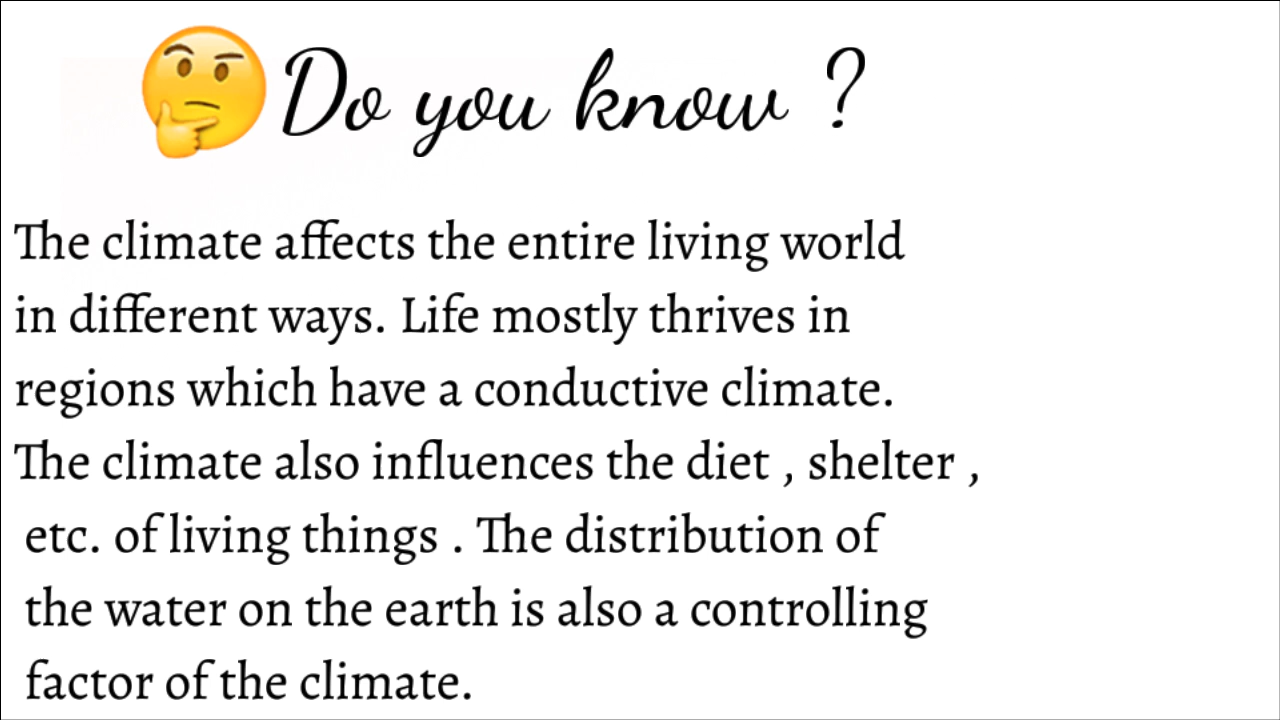 Do you know ?
The climate affects the entire living world
in different ways. Life mostly thrives in
regions which have a conductive climate.
The climate also influences the diet , shelter ,
etc. of living things . The distribution of
the water on the earth is also a controlling
factor of the climate.